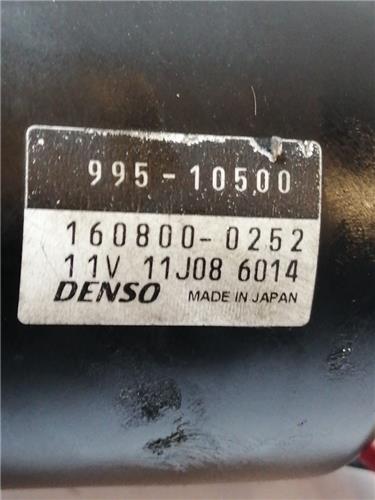 995-10500
160800-0252
11V 11J08 6014
DENSO MADE IN JAPAN